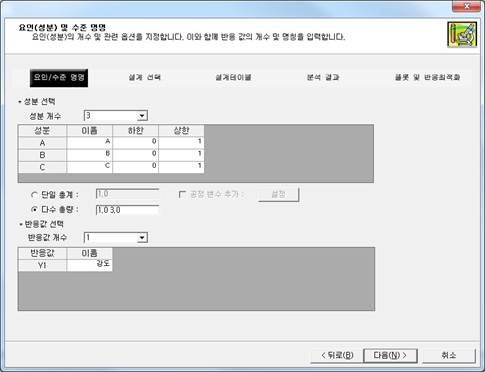 요인(성분) 및 수준 명명
요인(성분)의 개수 및 관련 옵션을 지정합니다. 이와 함께 반응 값의 개수 및 명칭을 입력합니다.
요인/수준 명명 설계 선택 설계테이블 분석 결과 플롯 및 반응최적화
성분 선택
성분 개수 3
성분 이름 하한 상한
A A 0 1
B B 0 1
C C 0 1
단일 총계 : 1,0 공정 변수 추가 : 설정
다수 총량 : 1,0 3,0
반응값 선택
반응값 개수 1
반응값 이름
Y1 강도
< 뒤로(B) 다음(N) > 취소